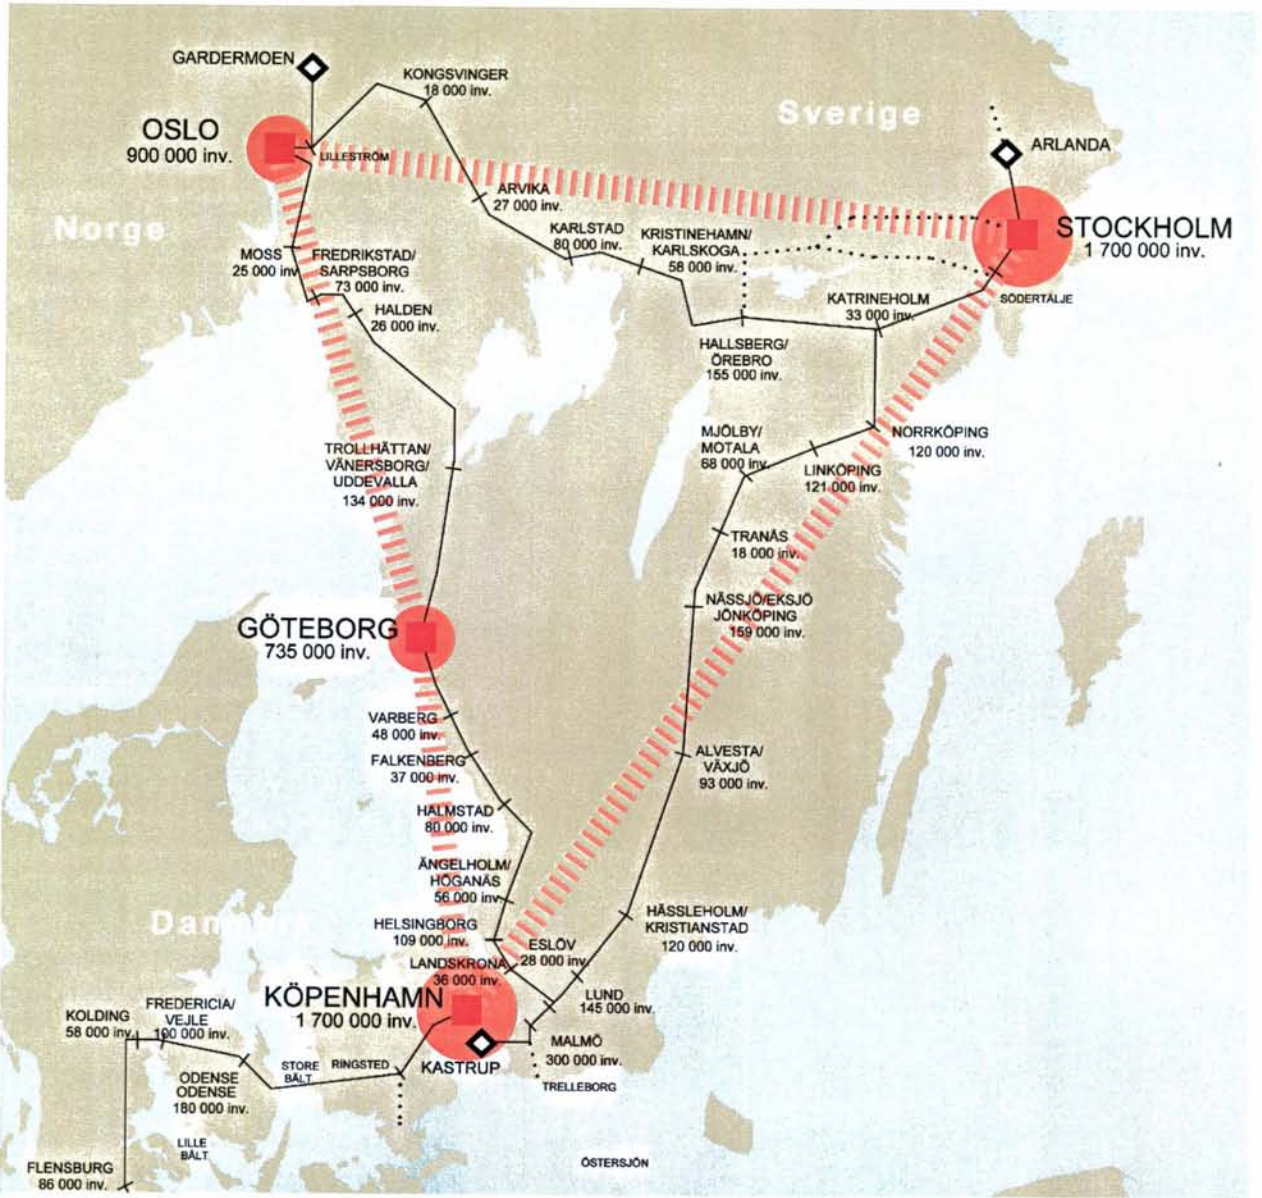 GARDERMOEN
KONGSVINGER
18 000 inv.
OSLO
900 000 inv.
LILLESTRÖM
Sverige
ARLANDA
Norge
ARVIKA
27 000 inv.
KARLSTAD
80 000 inv.
KRISTINEHAMN/
KARLSKOGA
58 000 inv.
STOCKHOLM
1 700 000 inv.
MOSS
25 000 inv
FREDRIKSTAD/
SARPSBORG
73 000 inv.
HALDEN
26 000 inv.
KATRINEHOLM
33 000 inv.
SÖDERTÄLJE
HALLSBERG/
ÖREBRO
155 000 inv.
TROLLHÄTTAN/
VÄNERSBORG/
UDDEVALLA
134 000 inv.
MJÖLBY/
MOTALA
68 000 inv.
LINKÖPING
121 000 inv.
NORRKÖPING
120 000 inv.
TRANÅS
18 000 inv.
NÄSSJÖ/EKSJÖ
JÖNKÖPING
159 000 inv.
GÖTEBORG
735 000 inv.
VARBERG
48 000 inv.
FALKENBERG
37 000 inv.
HALMSTAD
80 000 inv.
ALVESTA/
VÄXJÖ
93 000 inv.
ÄNGELHOLM/
HÖGANÄS
56 000 inv
HELSINGBORG
109 000 inv.
HÄSSLEHOLM/
KRISTIANSTAD
120 000 inv.
LANDSKRONA
36 000 inv.
ESLÖV
28 000 inv.
LUND
145 000 inv.
KÖPENHAMN
1 700 000 inv.
MALMÖ
300 000 inv.
KASTRUP
TRELLEBORG
KOLDING
58 000 inv.
FREDERICIA/
VEJLE
100 000 inv.
ODENSE
ODENSE
180 000 inv.
STORE
BÄLT
RINGSTED
LILLE
BÄLT
FLENSBURG
86 000 inv.
ÖSTERSJÖN